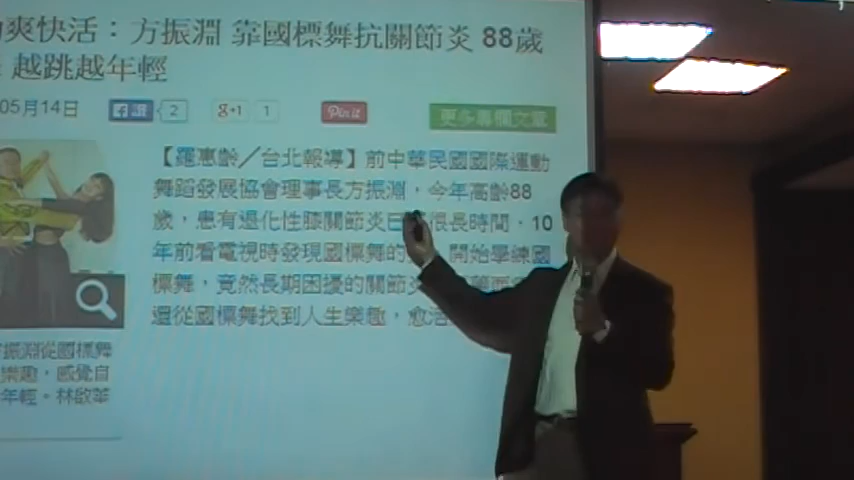 爽快活：方振淵 靠國標舞抗關節炎 88歲
越跳越年輕
05月14日
讚 2
g+1 1
Pin it
更多專欄文章
【羅惠齡╱台北報導】前中華民國國際運動
舞蹈發展協會理事長方振淵，今年高齡88
歲，患有退化性膝關節炎已 很長時間。10
年前看電視時發現國標舞的 開始學練國
標舞，竟然長期困擾的關節
還從國標舞找到人生樂趣，愈活
振淵從國標舞
樂趣，感覺自
年輕。林啟華